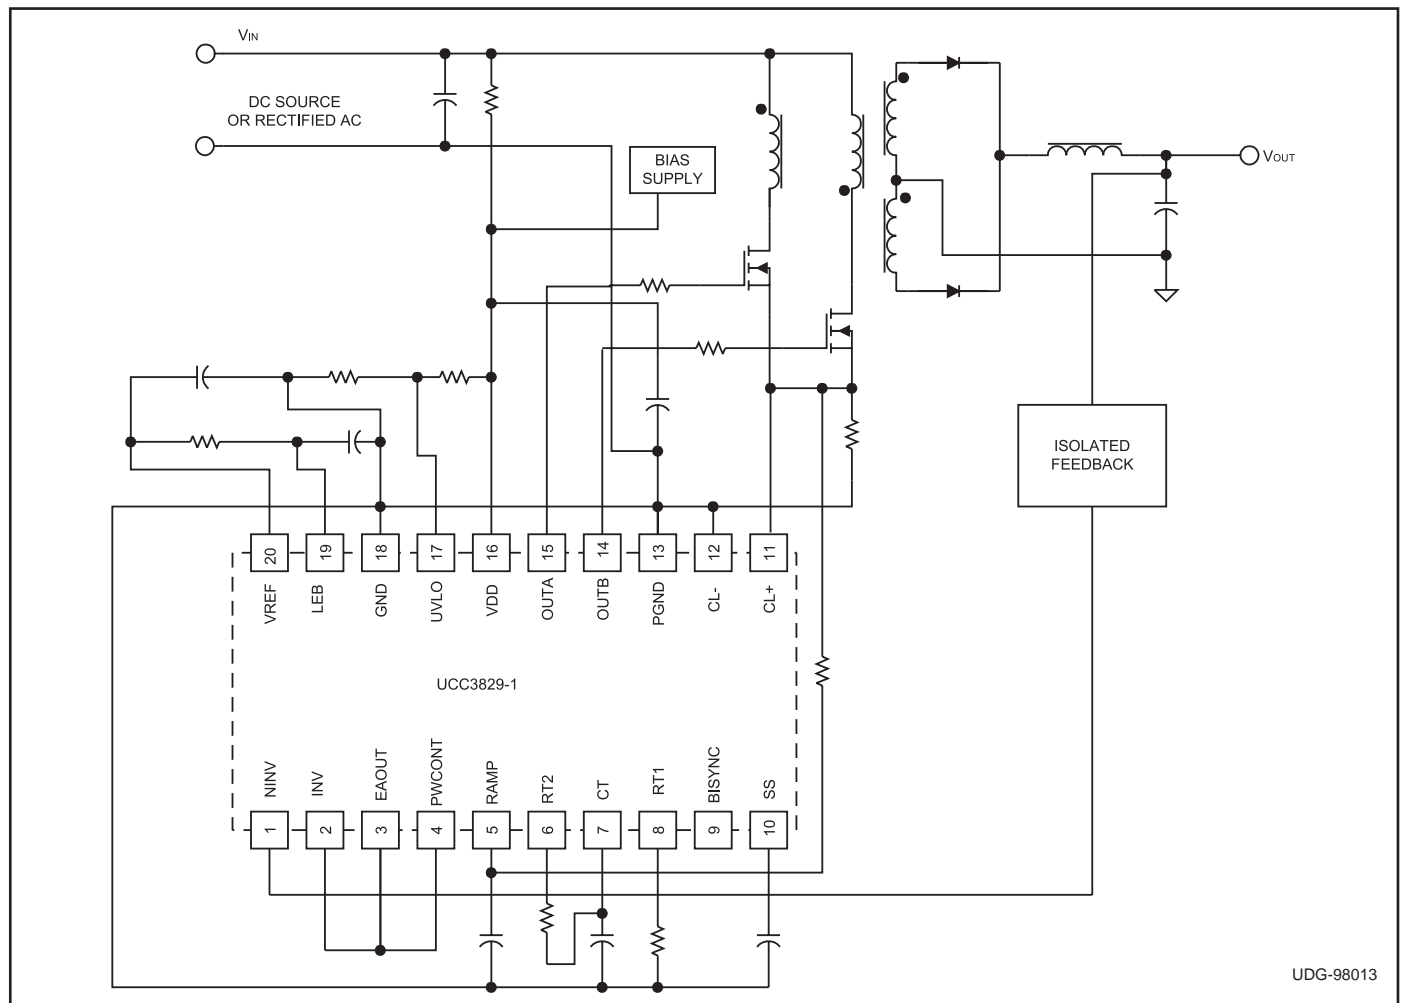 VIN
DC SOURCE
OR RECTIFIED AC
BIAS
SUPPLY
VOUT
ISOLATED
FEEDBACK
20
19
18
17
16
15
14
13
12
11
VREF
LEB
GND
UVLO
VDD
OUTA
OUTB
PGND
CL-
CL+
UCC3829-1
NINV
INV
EAOUT
PWCONT
RAMP
RT2
CT
RT1
BISYNC
SS
1
2
3
4
5
6
7
8
9
10
UDG-98013